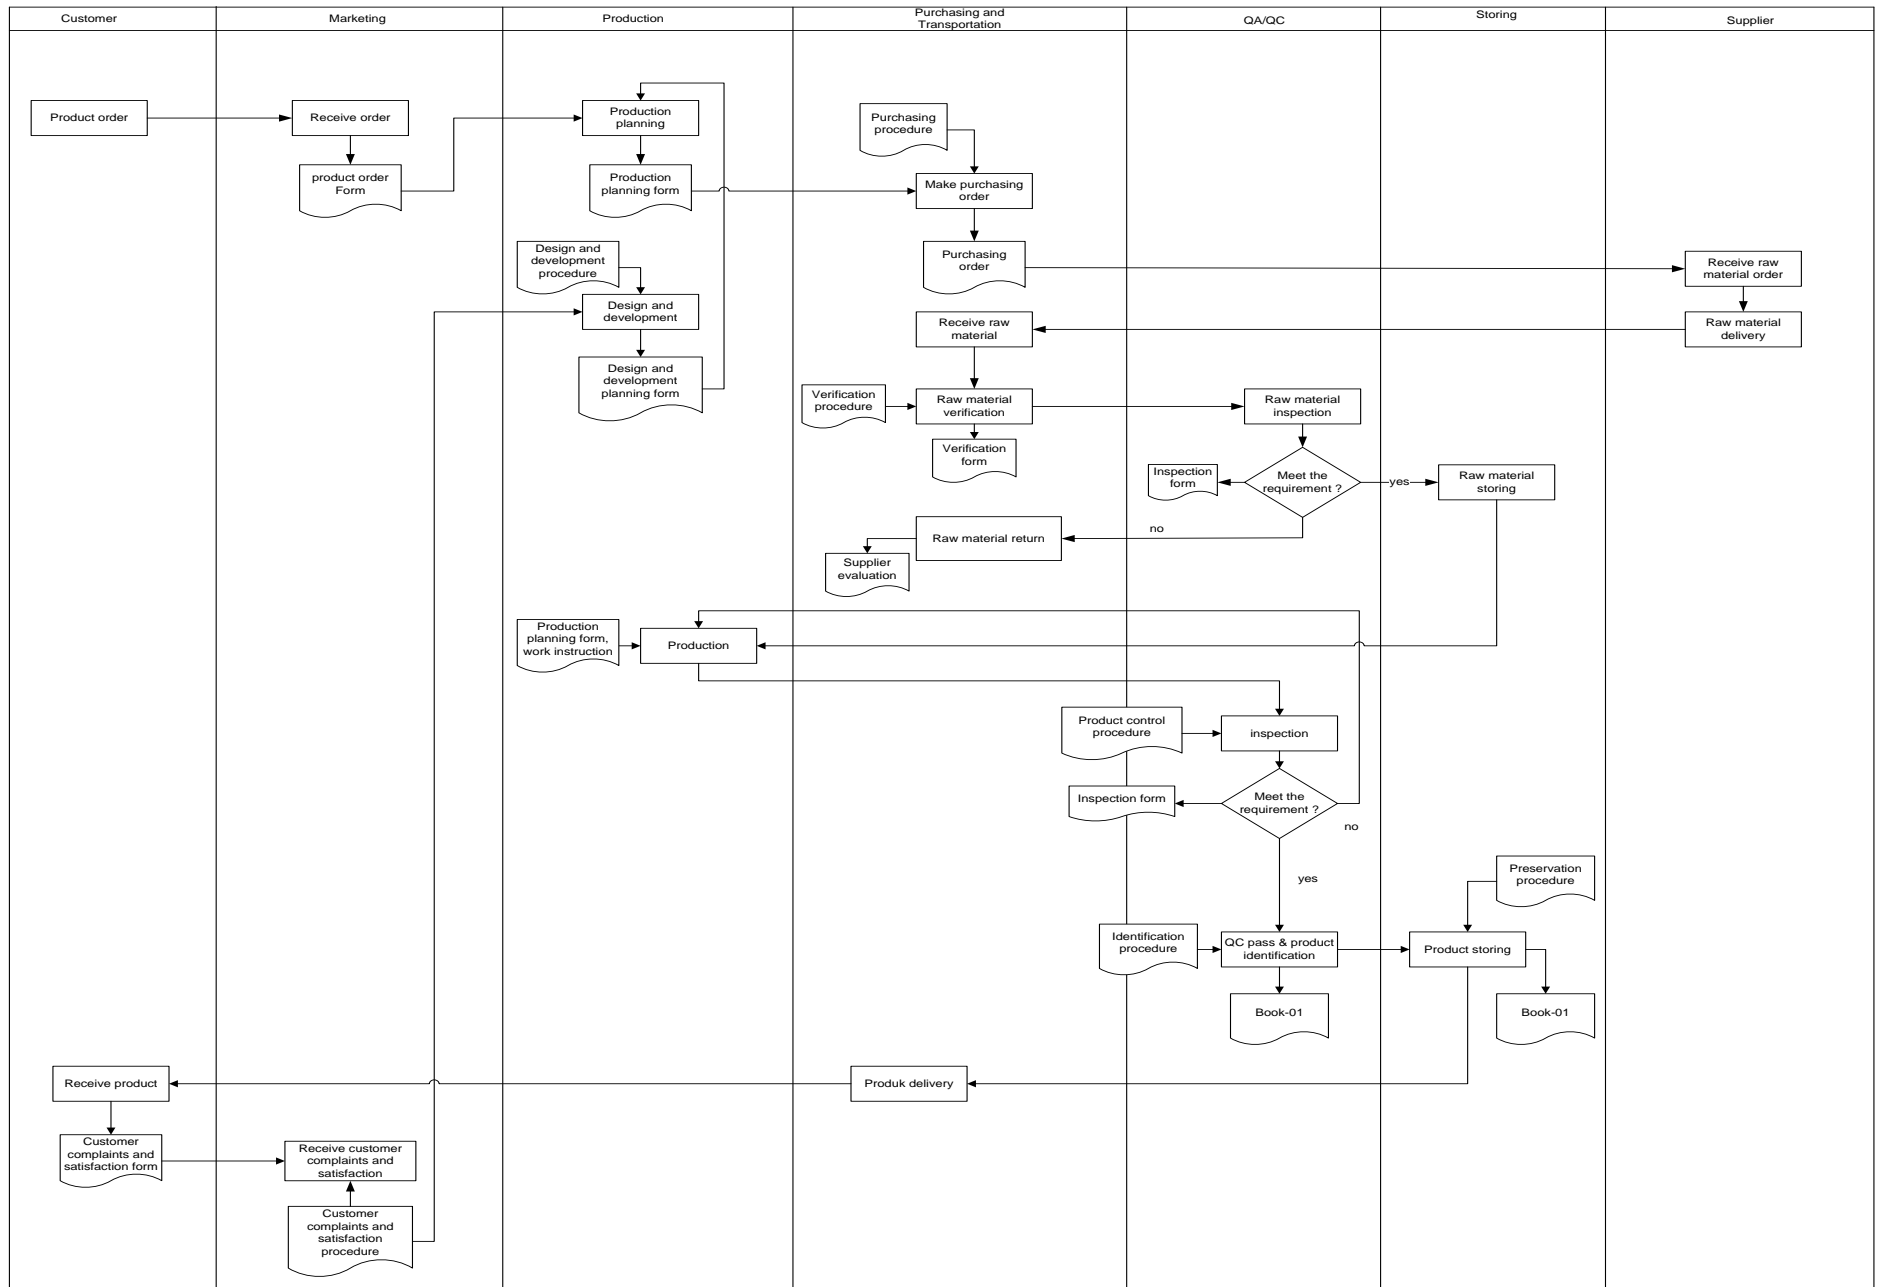 Customer
Marketing
Production
Purchasing and
Transportation
QA/QC
Storing
Supplier
Product order
Receive order
Production
planning
Purchasing
procedure
product order
Form
Production
planning form
Make purchasing
order
Design and
development
procedure
Purchasing
order
Receive raw
material order
Design and
development
Receive raw
material
Raw material
delivery
Design and
development
planning form
Verification
procedure
Raw material
verification
Raw material
inspection
Verification
form
Inspection
form
Meet the
requirement ?
yes
Raw material
storing
no
Raw material return
Supplier
evaluation
Production
planning form,
work instruction
Production
Product control
procedure
inspection
Inspection form
Meet the
requirement ?
no
yes
Preservation
procedure
Identification
procedure
QC pass & product
identification
Product storing
Book-01
Book-01
Receive product
Produk delivery
Customer
complaints and
satisfaction form
Receive customer
complaints and
satisfaction
Customer
complaints and
satisfaction
procedure